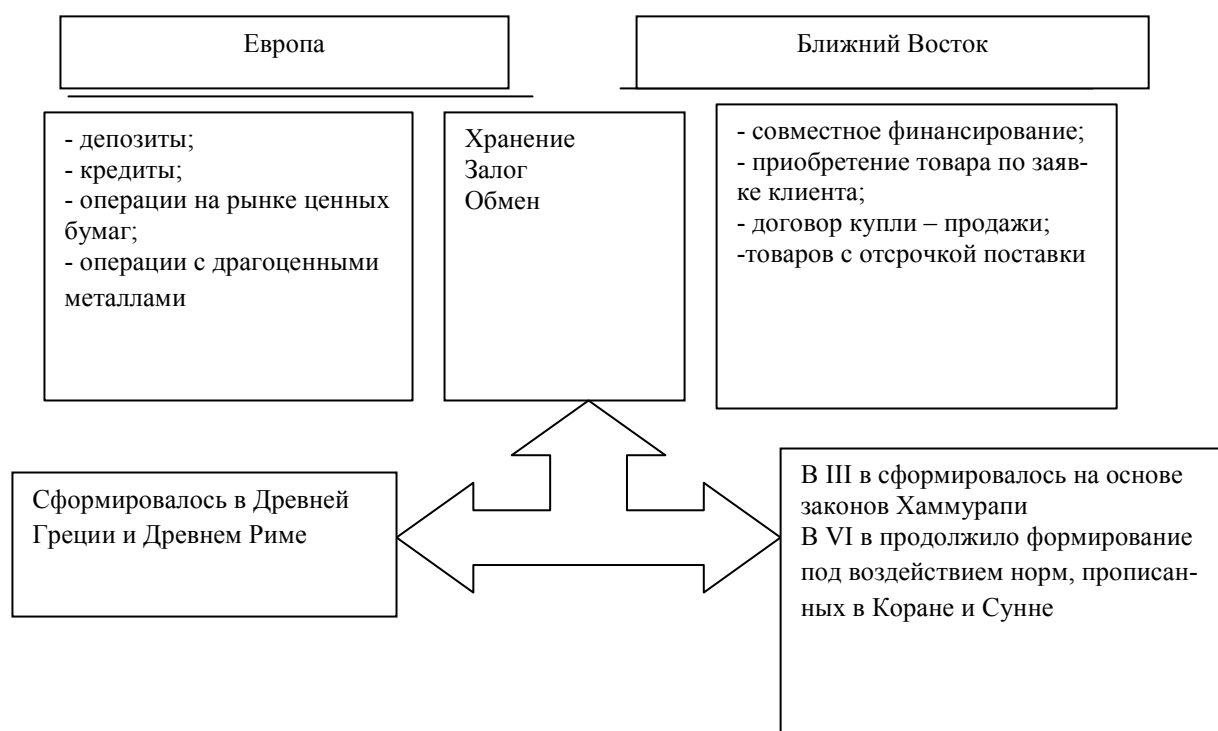 Европа
Ближний Восток
- депозиты;
- кредиты;
- операции на рынке ценных
бумаг;
- операции с драгоценными
металлами
Хранение
Залог
Обмен
- совместное финансирование;
- приобретение товара по заяв-
ке клиента;
- договор купли – продажи;
-товаров с отсрочкой поставки
Сформировалось в Древней
Греции и Древнем Риме
В III в сформировалось на основе
законов Хаммурапи
В VI в продолжило формирование
под воздействием норм, прописан-
ных в Коране и Сунне